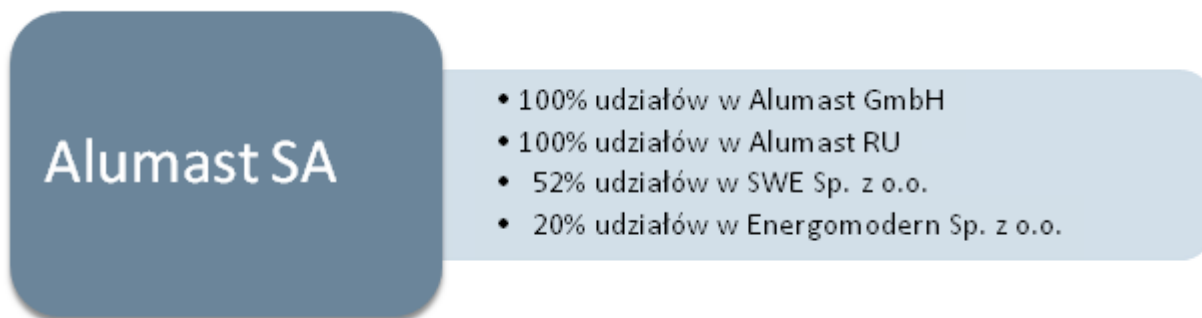 Alumast SA
• 100% udziałów w Alumast GmbH
• 100% udziałów w Alumast RU
• 52% udziałów w SWE Sp. z o.o.
• 20% udziałów w Energomodern Sp. z o.o.